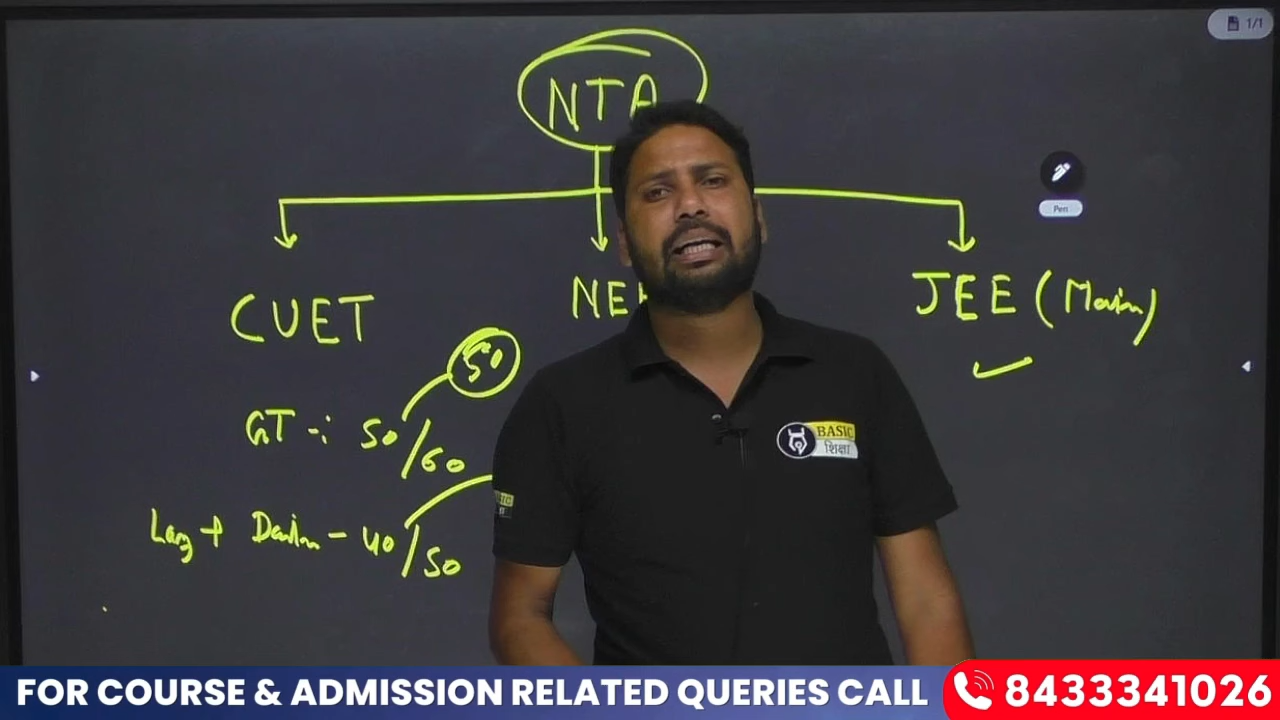 1/1
NTA
Pen
CUET
NE
JEE (Main)
50
GT -: 50/60
Lang + Domain - 40/50
BASIC
शिक्षा
FOR COURSE & ADMISSION RELATED QUERIES CALL
8433341026